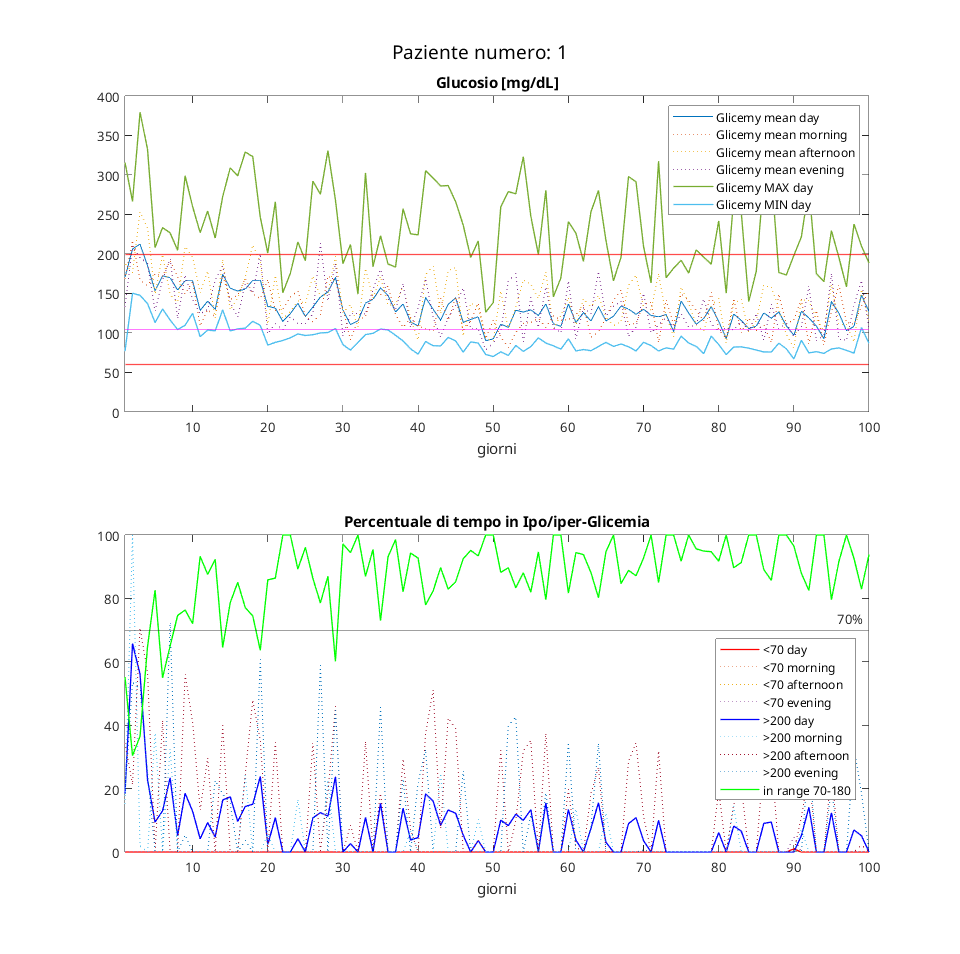 Paziente numero: 1
Glucosio [mg/dL]
400
350
300
250
200
150
100
50
0
Glicemy mean day
Glicemy mean morning
Glicemy mean afternoon
Glicemy mean evening
Glicemy MAX day
Glicemy MIN day
10 20 30 40 50 60 70 80 90 100
giorni
Percentuale di tempo in Ipo/iper-Glicemia
100
80
60
40
20
0
70%
<70 day
<70 morning
<70 afternoon
<70 evening
>200 day
>200 morning
>200 afternoon
>200 evening
in range 70-180
10 20 30 40 50 60 70 80 90 100
giorni